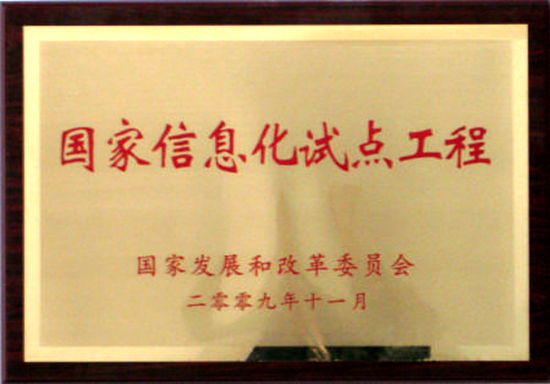 国家信息化试点工程
国家发展和改革委员会
二零零九年十一月